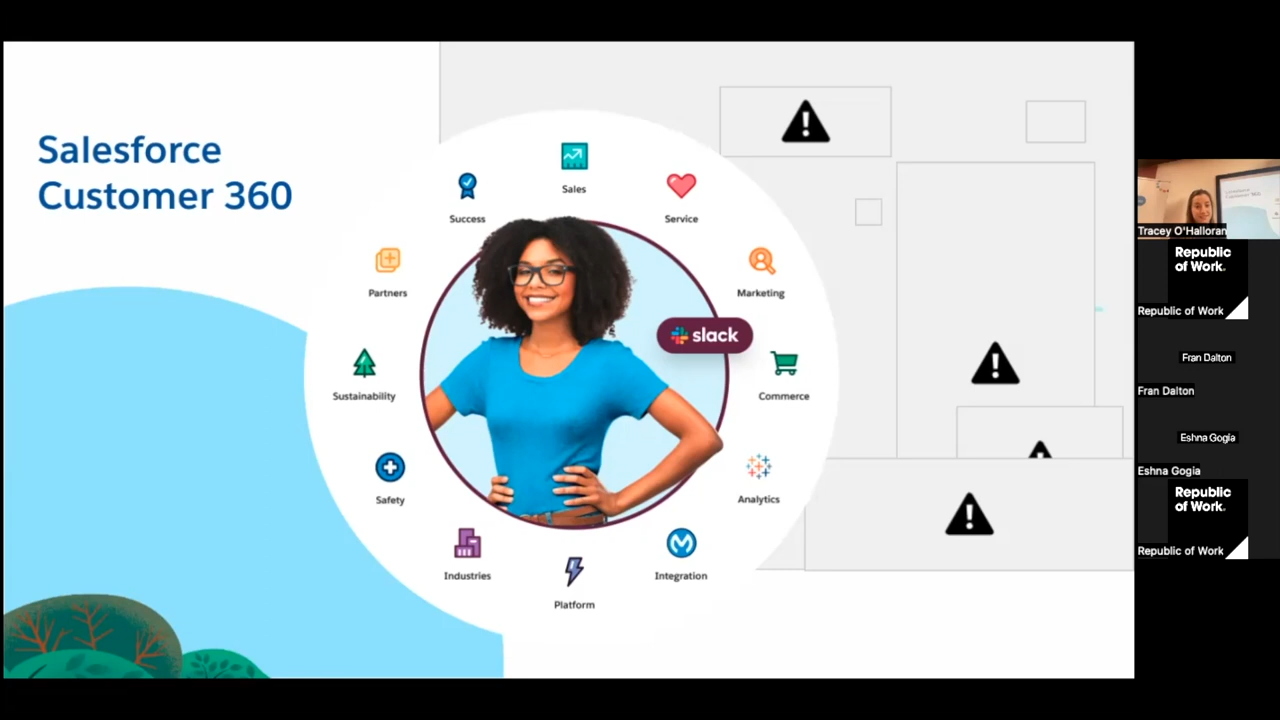 Salesforce
Customer 360
Sales
Success
Service
Partners
Marketing
slack
Sustainability
Commerce
Safety
Analytics
Industries
Integration
Platform
Tracey O'Halloran
Republic
of Work.
Republic of Work
Fran Dalton
Fran Dalton
Eshna Gogia
Eshna Gogia
Republic
of Work.
Republic of Work